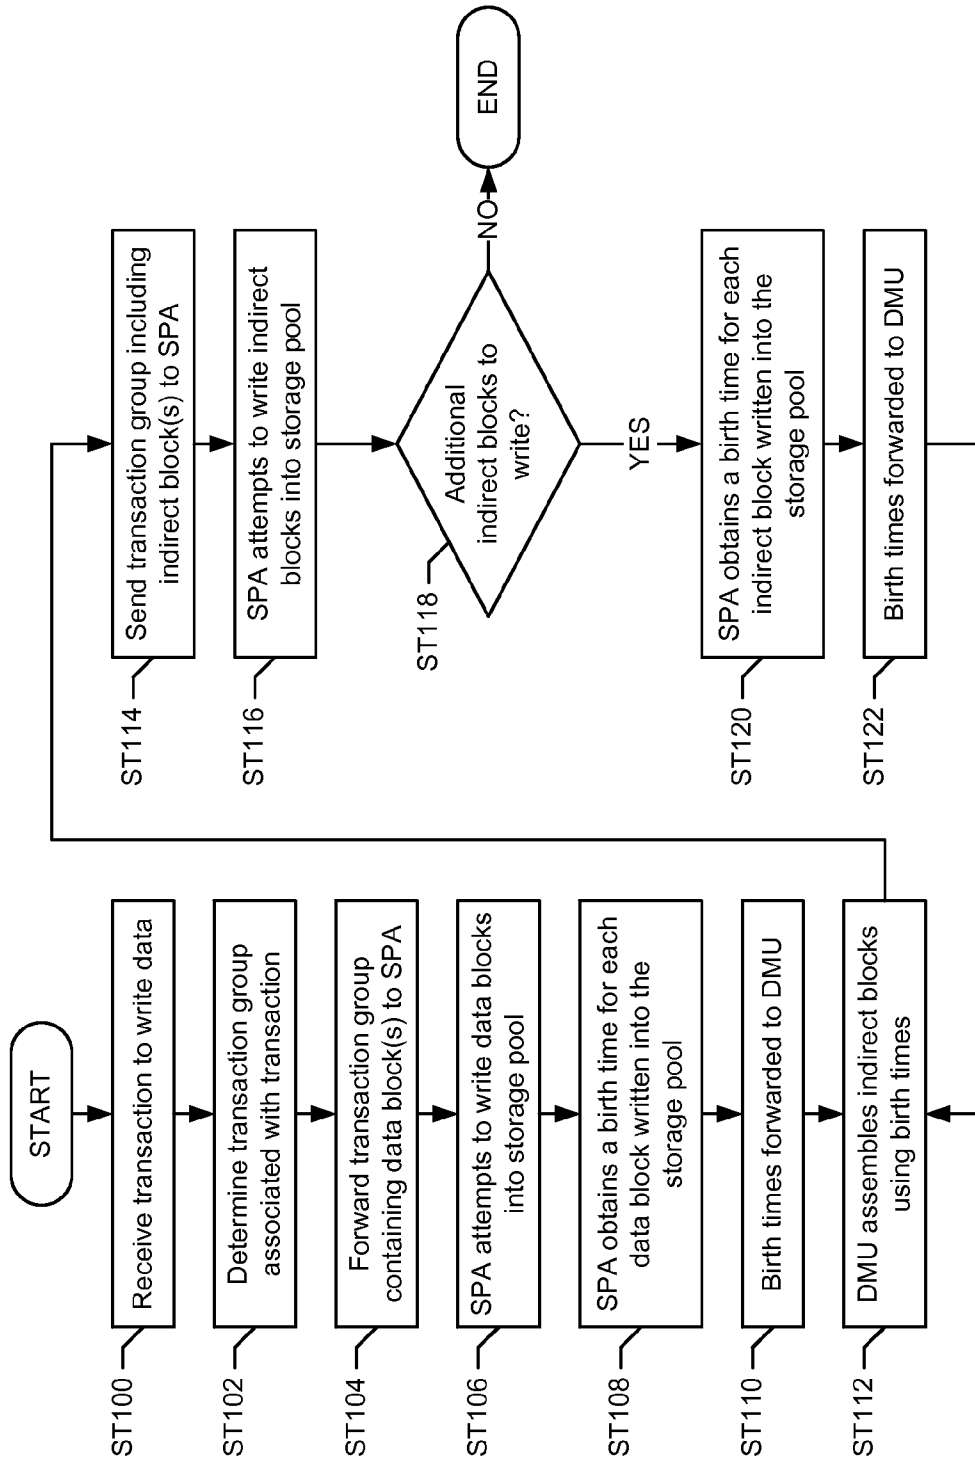 START
ST100
Receive transaction to write data
ST102
Determine transaction group
associated with transaction
ST104
Forward transaction group
containing data block(s) to SPA
ST106
SPA attempts to write data blocks
into storage pool
ST108
SPA obtains a birth time for each
data block written into the
storage pool
ST110
Birth times forwarded to DMU
ST112
DMU assembles indirect blocks
using birth times
ST114
Send transaction group including
indirect block(s) to SPA
ST116
SPA attempts to write indirect
blocks into storage pool
ST118
Additional
indirect blocks to
write?
NO
END
YES
ST120
SPA obtains a birth time for each
indirect block written into the
storage pool
ST122
Birth times forwarded to DMU